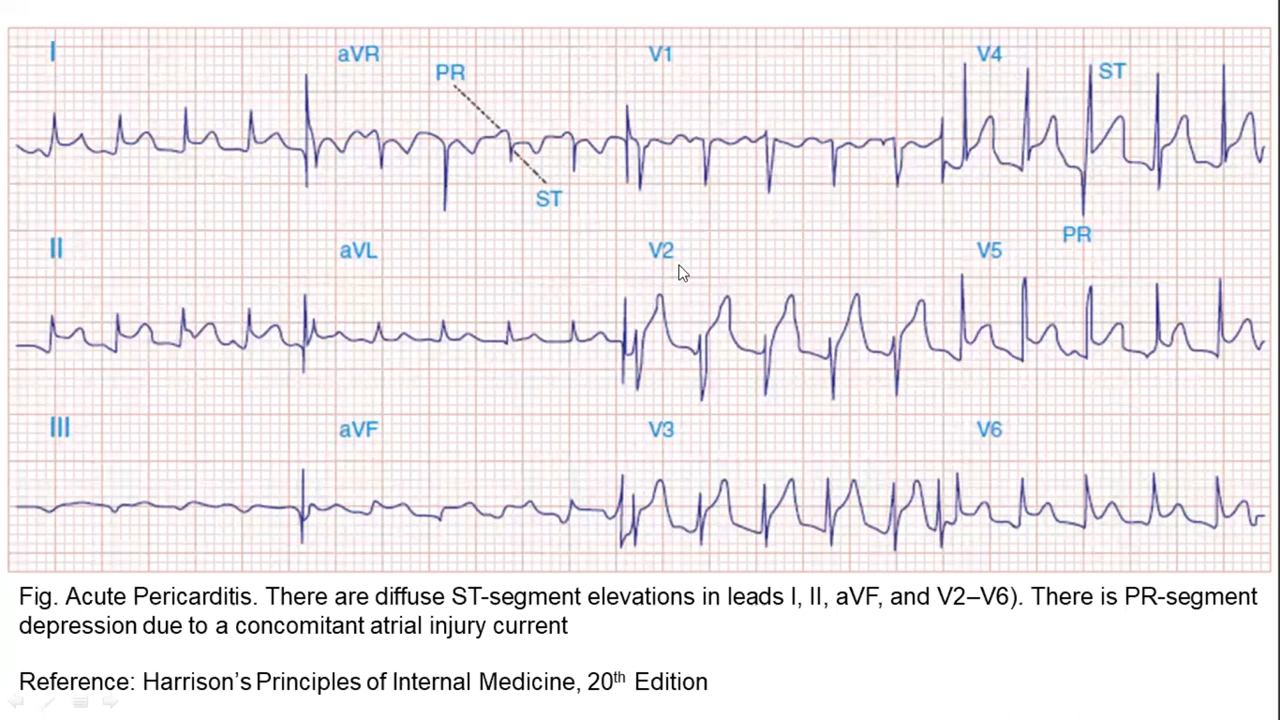 I aVR V1 V4
PR ST
ST
PR
II aVL V2 V5
III aVF V3 V6
Fig. Acute Pericarditis. There are diffuse ST-segment elevations in leads I, II, aVF, and V2–V6). There is PR-segment
depression due to a concomitant atrial injury current
Reference: Harrison’s Principles of Internal Medicine, 20th Edition